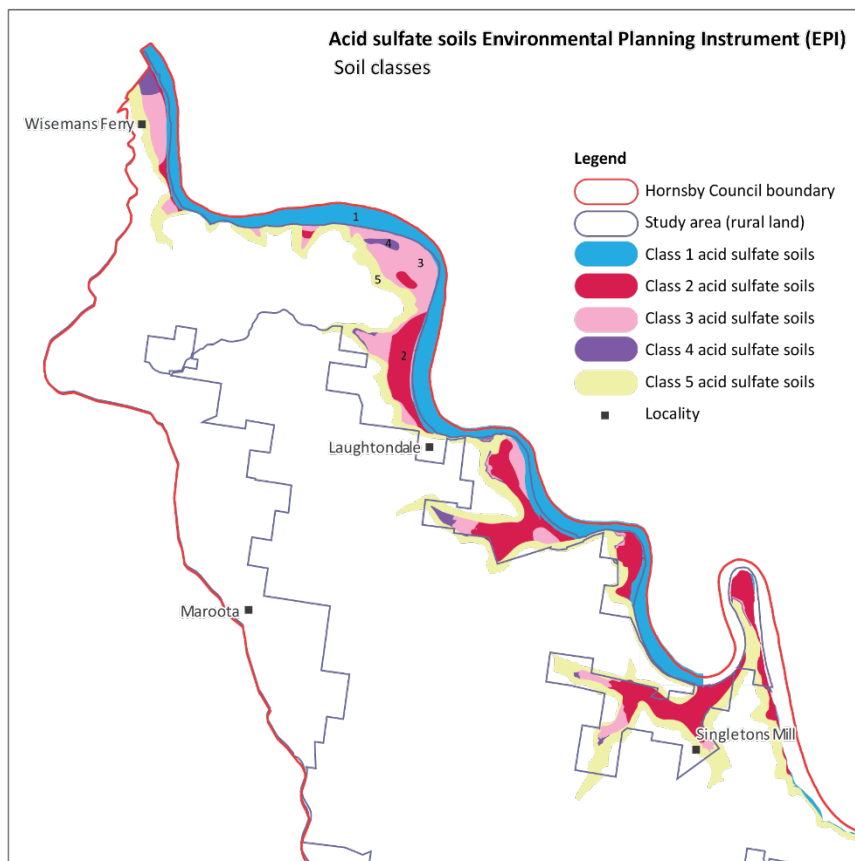 Acid sulfate soils Environmental Planning Instrument (EPI)
Soil classes
Wisemans Ferry
Legend
Hornsby Council boundary
Study area (rural land)
Class 1 acid sulfate soils
Class 2 acid sulfate soils
Class 3 acid sulfate soils
Class 4 acid sulfate soils
Class 5 acid sulfate soils
Locality
1
4
3
5
2
Laughtondale
Maroota
Singletons Mill